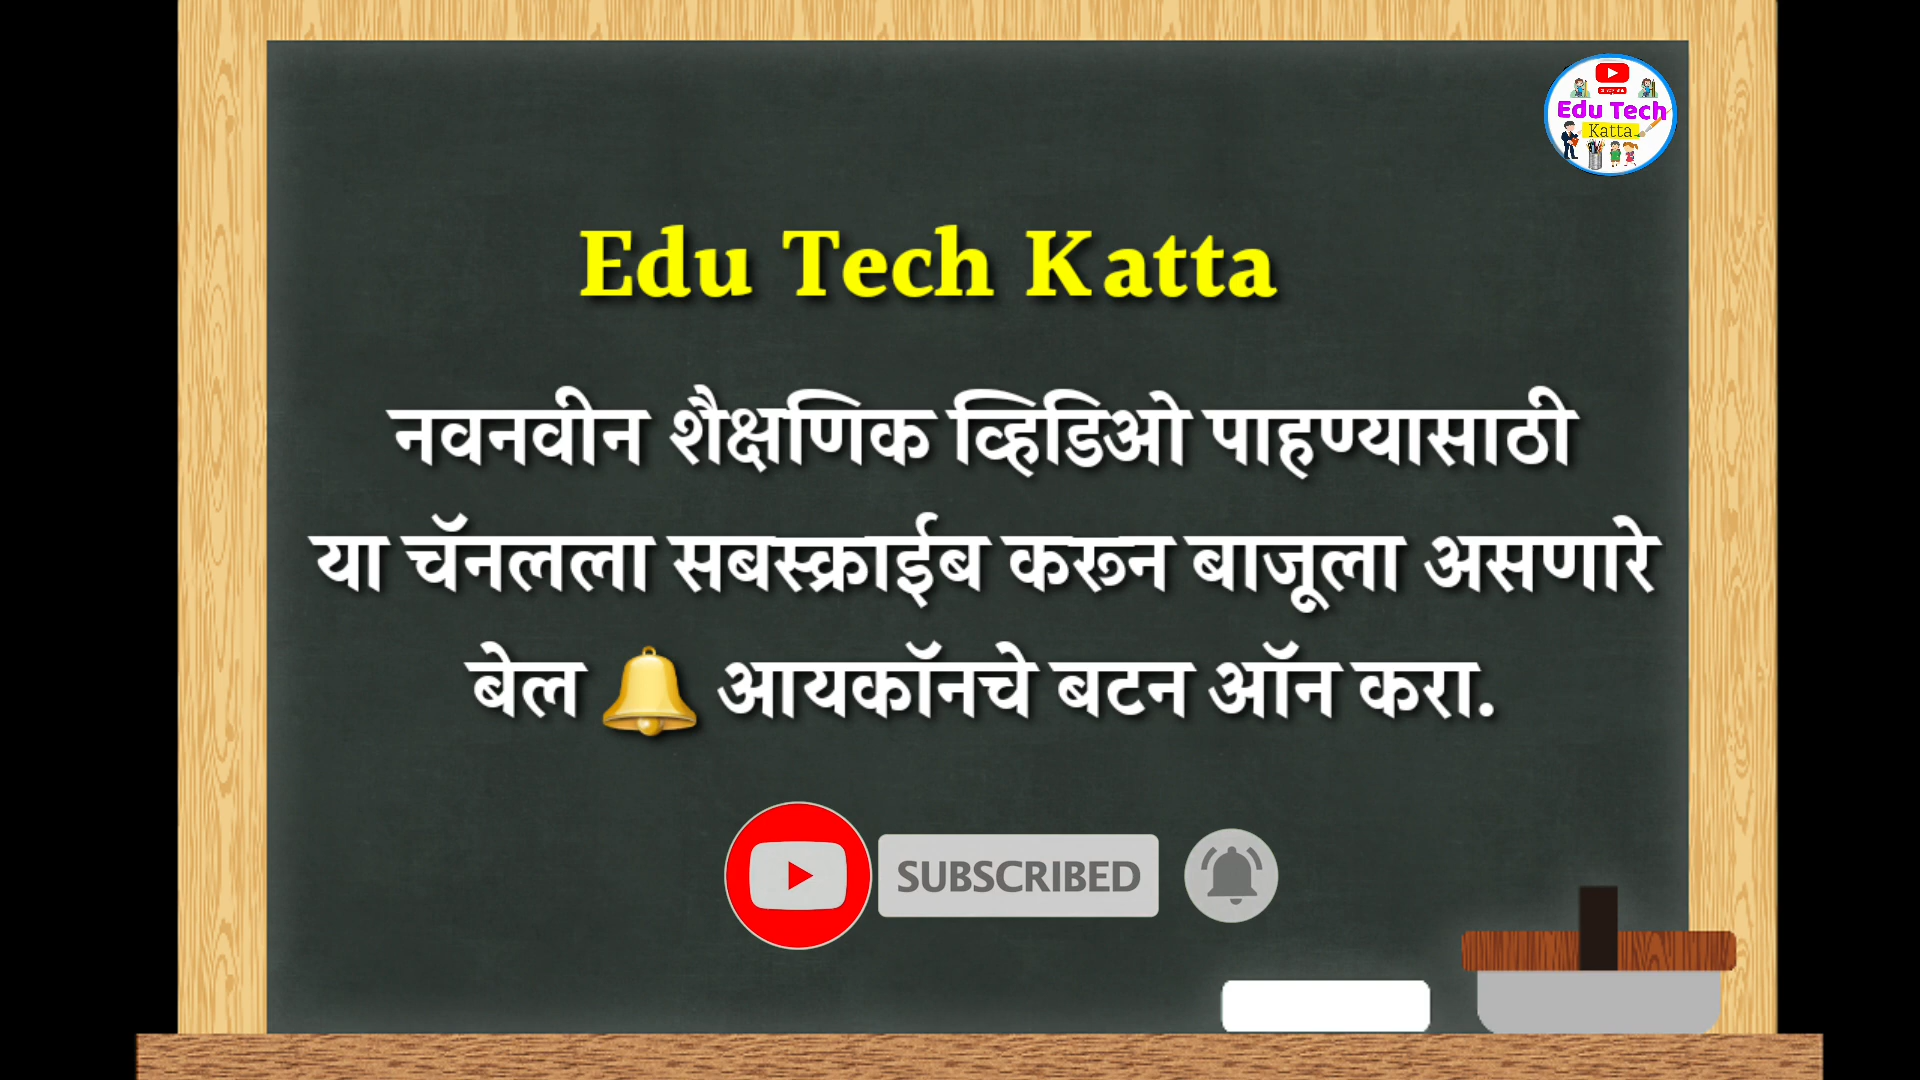 Edu Tech
Katta
Edu Tech Katta
नवनवीन शैक्षणिक व्हिडिओ पाहण्यासाठी
या चॅनलला सबस्क्राईब करून बाजूला असणारे
बेल 🔔 आयकॉनचे बटन ऑन करा.
SUBSCRIBED